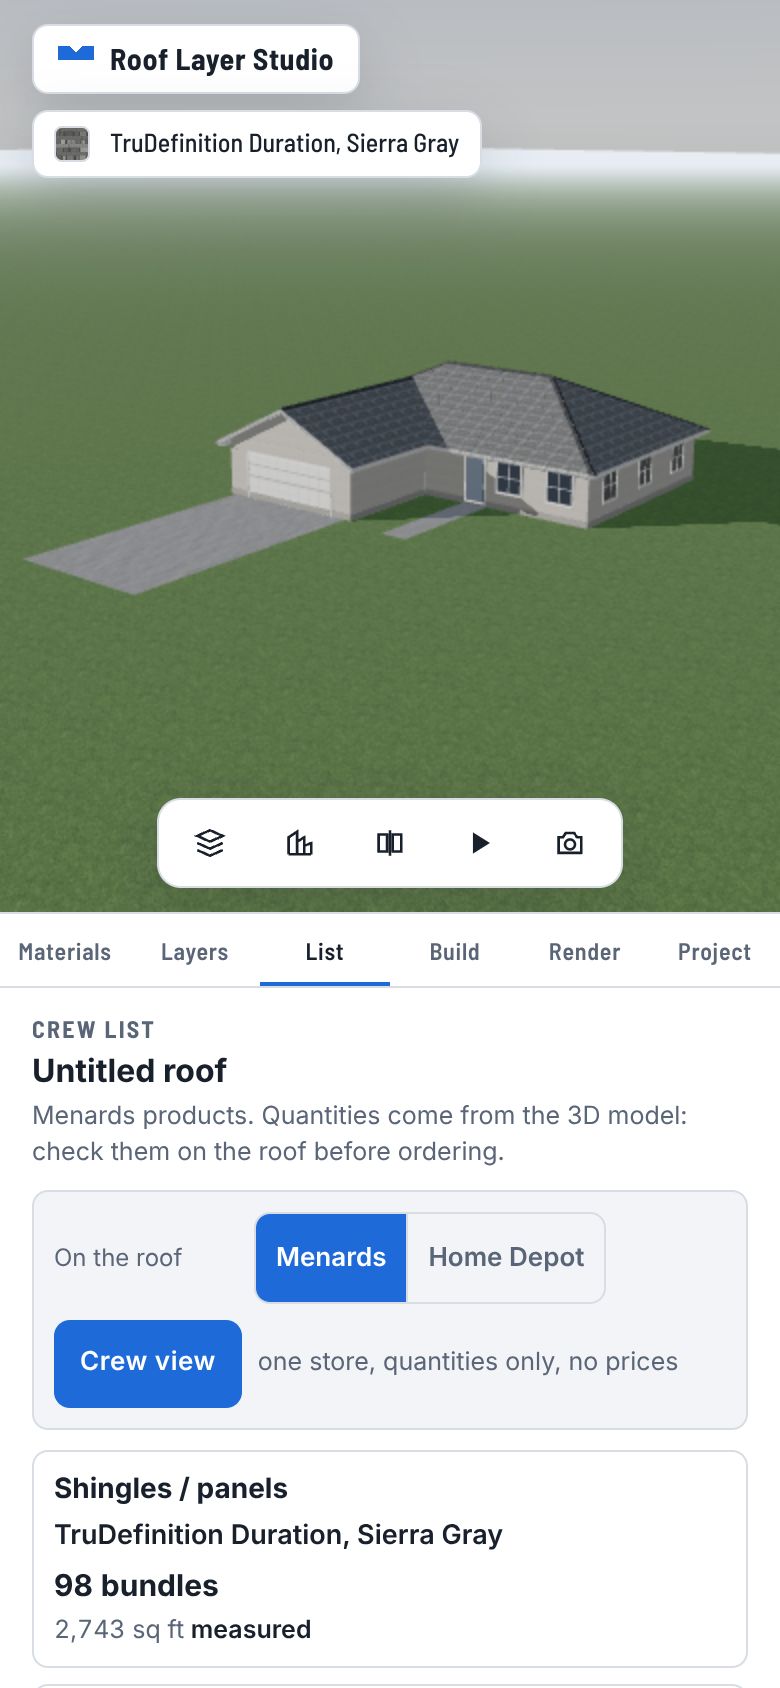 Roof Layer Studio
TruDefinition Duration, Sierra Gray
Materials
Layers
List
Build
Render
Project
CREW LIST
Untitled roof
Menards products. Quantities come from the 3D model:
check them on the roof before ordering.
On the roof
Menards
Home Depot
Crew view
one store, quantities only, no prices
Shingles / panels
TruDefinition Duration, Sierra Gray
98 bundles
2,743 sq ft measured